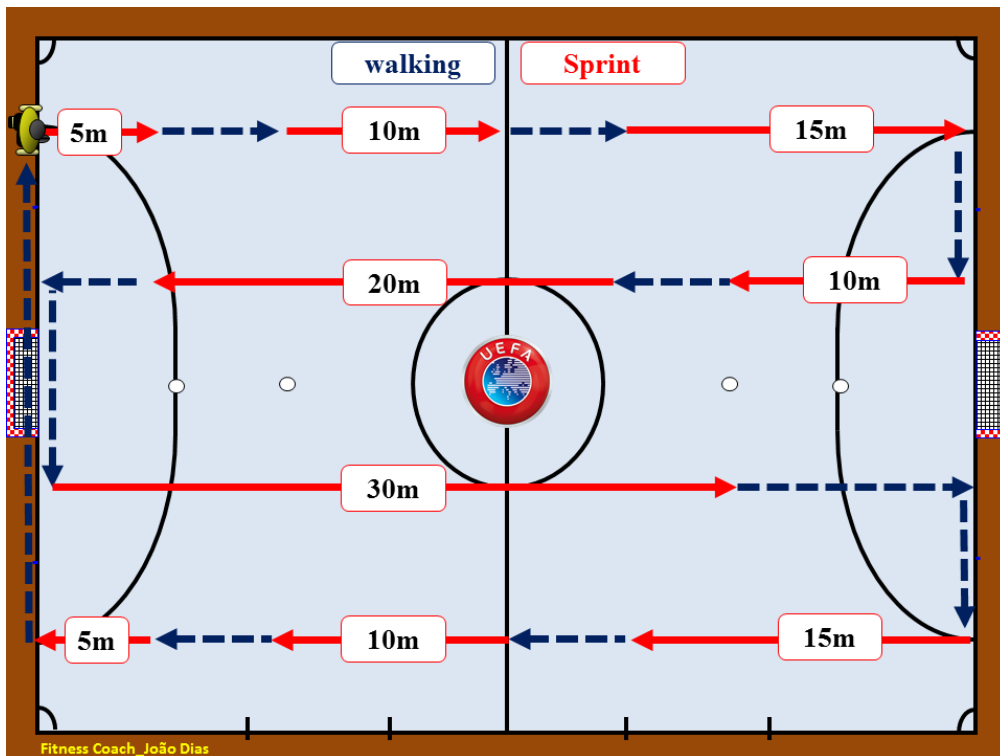 walking
Sprint
5m
10m
15m
20m
10m
UEFA
30m
5m
10m
15m
Fitness Coach_João Dias